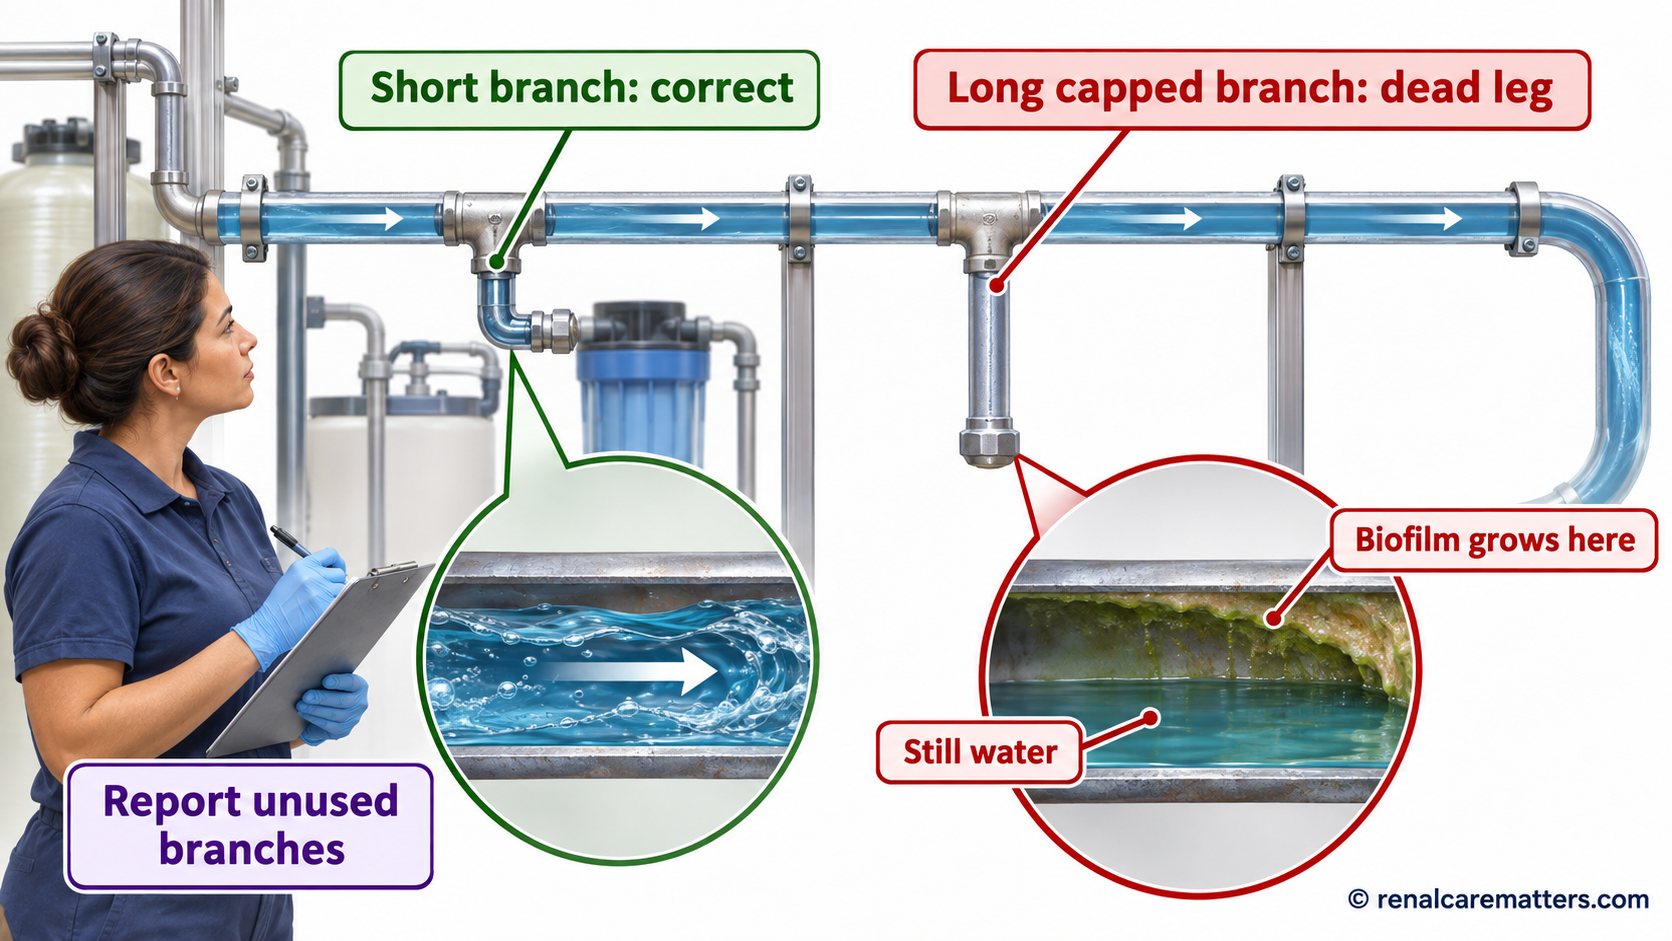 Short branch: correct
Long capped branch: dead leg
Biofilm grows here
Still water
Report unused
branches
© renalcarematters.com